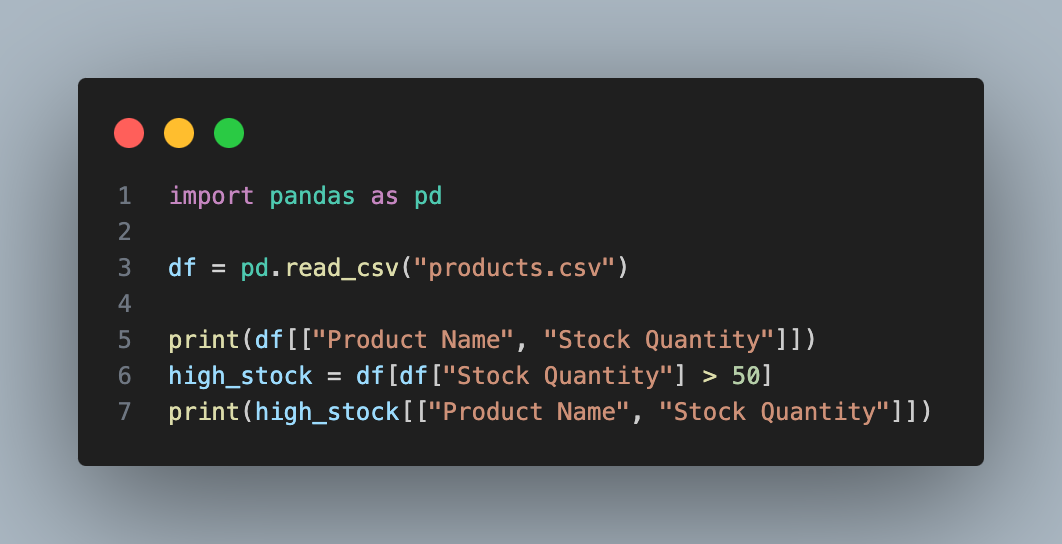 1 import pandas as pd
2
3 df = pd.read_csv("products.csv")
4
5 print(df[["Product Name", "Stock Quantity"]])
6 high_stock = df[df["Stock Quantity"] > 50]
7 print(high_stock[["Product Name", "Stock Quantity"]])